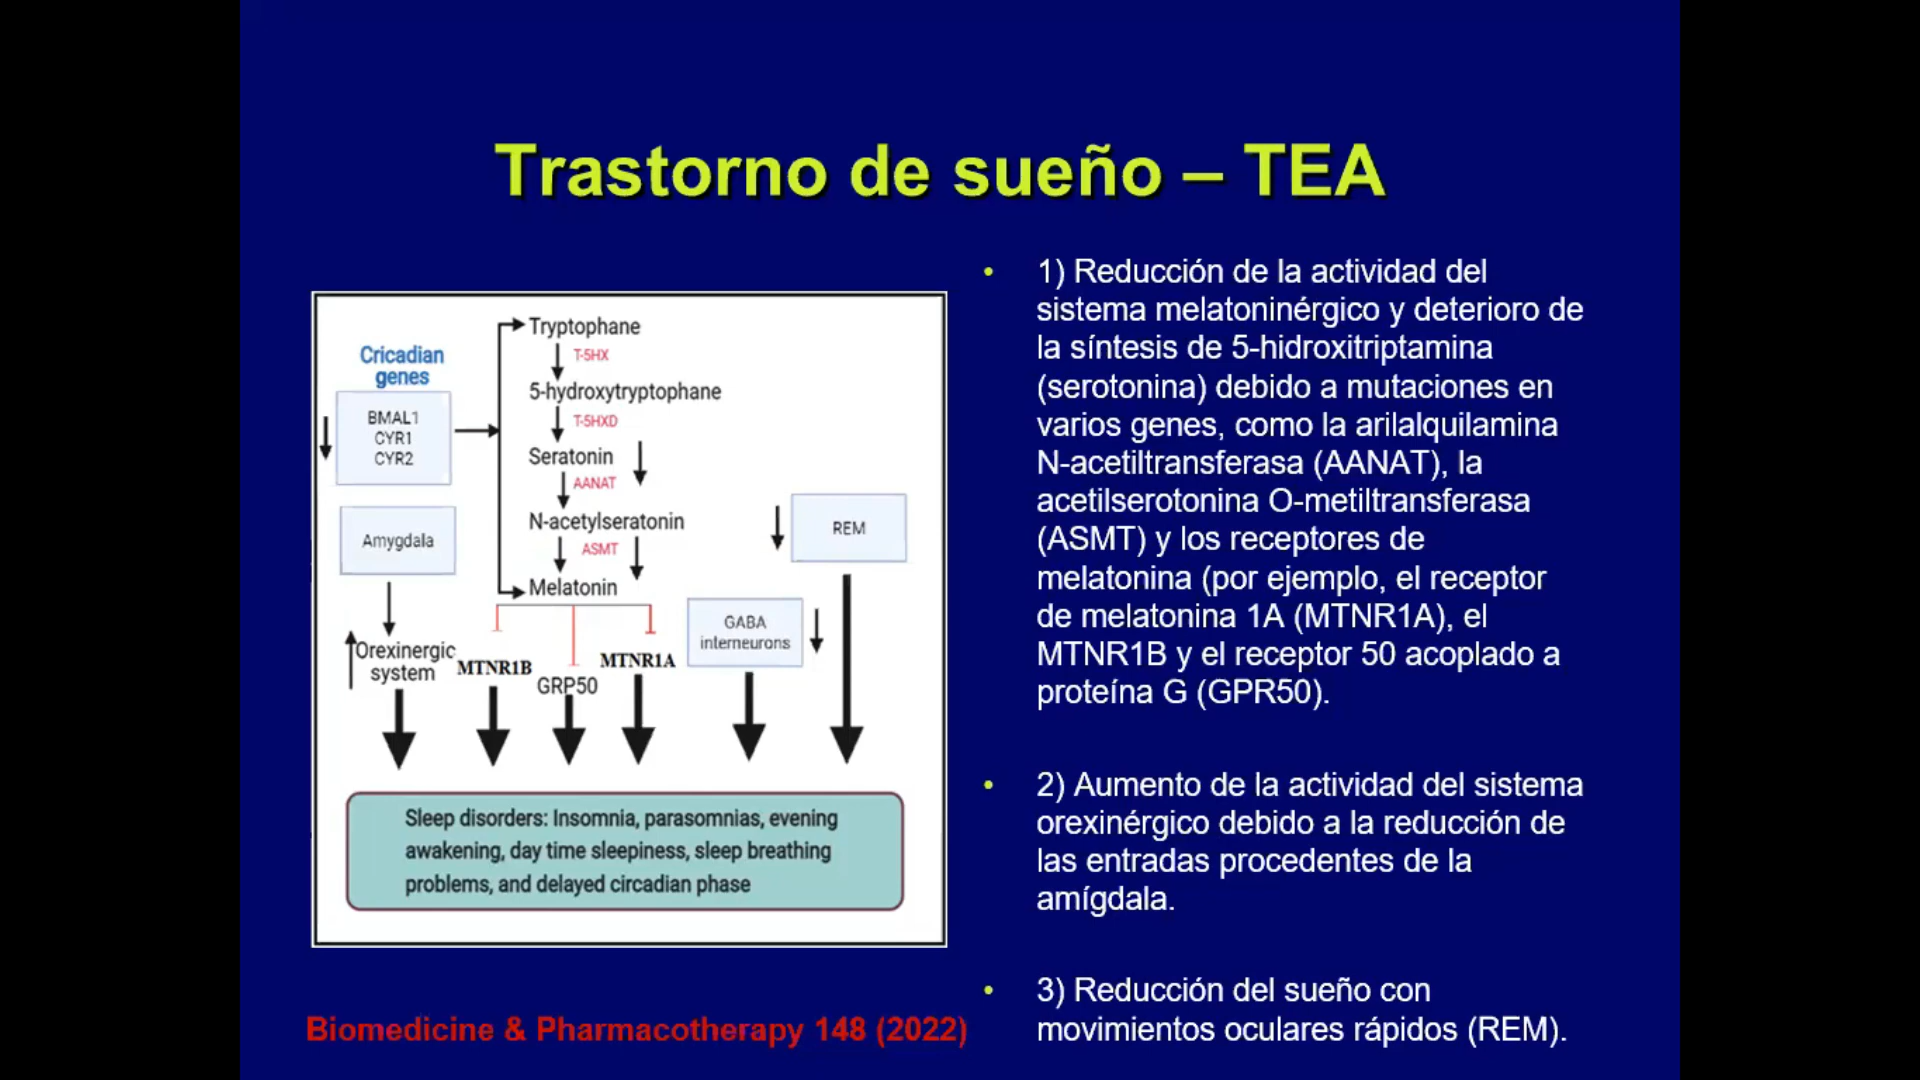 Trastorno de sueño – TEA
Cricadian
genes
BMAL1
CYR1
CYR2
Amygdala
Orexinergic
system
Tryptophane
T-5HX
5-hydroxytryptophane
T-5HXD
Seratonin
AANAT
N-acetylseratonin
ASMT
Melatonin
MTNR1B
GRP50
MTNR1A
GABA
interneurons
REM
Sleep disorders: Insomnia, parasomnias, evening
awakening, day time sleepiness, sleep breathing
problems, and delayed circadian phase
Biomedicine & Pharmacotherapy 148 (2022)
• 1) Reducción de la actividad del
sistema melatoninérgico y deterioro de
la síntesis de 5-hidroxitriptamina
(serotonina) debido a mutaciones en
varios genes, como la arilalquilamina
N-acetiltransferasa (AANAT), la
acetilserotonina O-metiltransferasa
(ASMT) y los receptores de
melatonina (por ejemplo, el receptor
de melatonina 1A (MTNR1A), el
MTNR1B y el receptor 50 acoplado a
proteína G (GPR50).
• 2) Aumento de la actividad del sistema
orexinérgico debido a la reducción de
las entradas procedentes de la
amígdala.
• 3) Reducción del sueño con
movimientos oculares rápidos (REM).